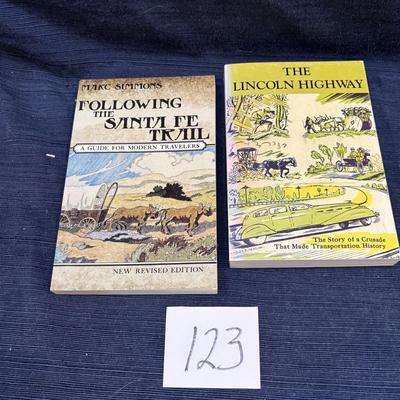 MARC SIMMONS
FOLLOWING
THE
SANTA FE
TRAIL
A GUIDE FOR MODERN TRAVELERS
NEW REVISED EDITION
THE
LINCOLN HIGHWAY
The Story of a Crusade
That Made Transportation History
123